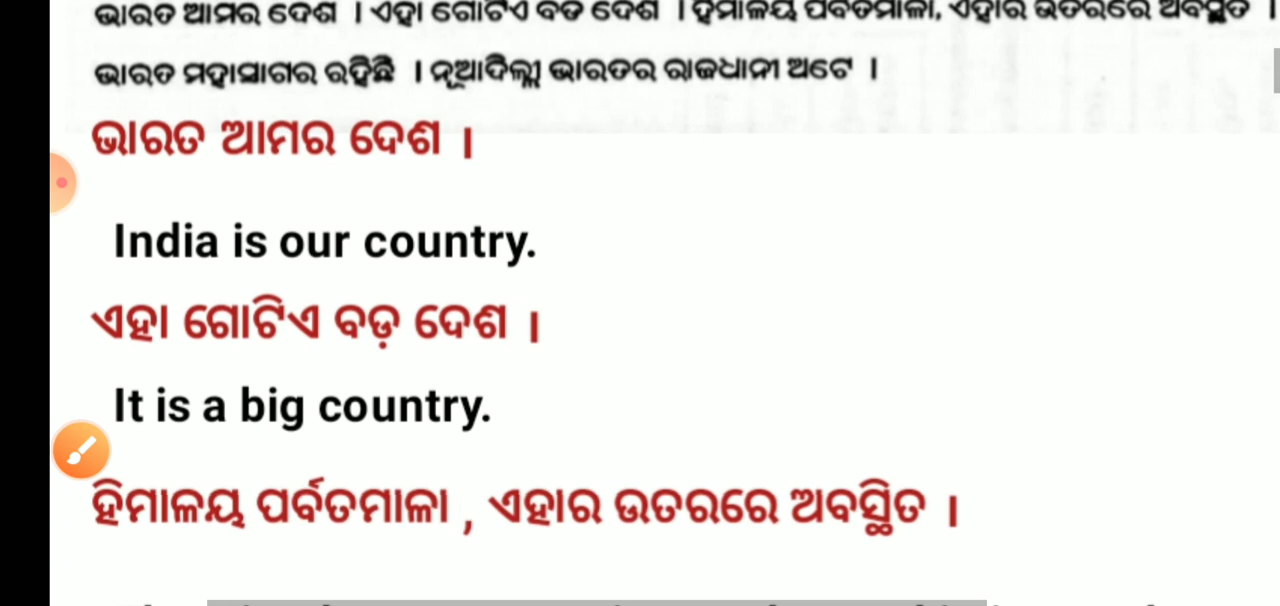 ଭାରତ ଆମର ଦେଶ । ଏହା ଗୋଟିଏ ବଡ ଦେଶ । ହିମାଳୟ ପର୍ବତମାଳା, ଏହାର ଉତରରେ ଅବସ୍ଥିତ ।
ଭାରତ ମହାସାଗର ରହିଛି । ନୂଆଦିଲ୍ଲୀ ଭାରତର ରାଜଧାନୀ ଅଟେ ।
ଭାରତ ଆମର ଦେଶ ।
India is our country.
ଏହା ଗୋଟିଏ ବଡ଼ ଦେଶ ।
It is a big country.
ହିମାଳୟ ପର୍ବତମାଳା , ଏହାର ଉତରରେ ଅବସ୍ଥିତ ।